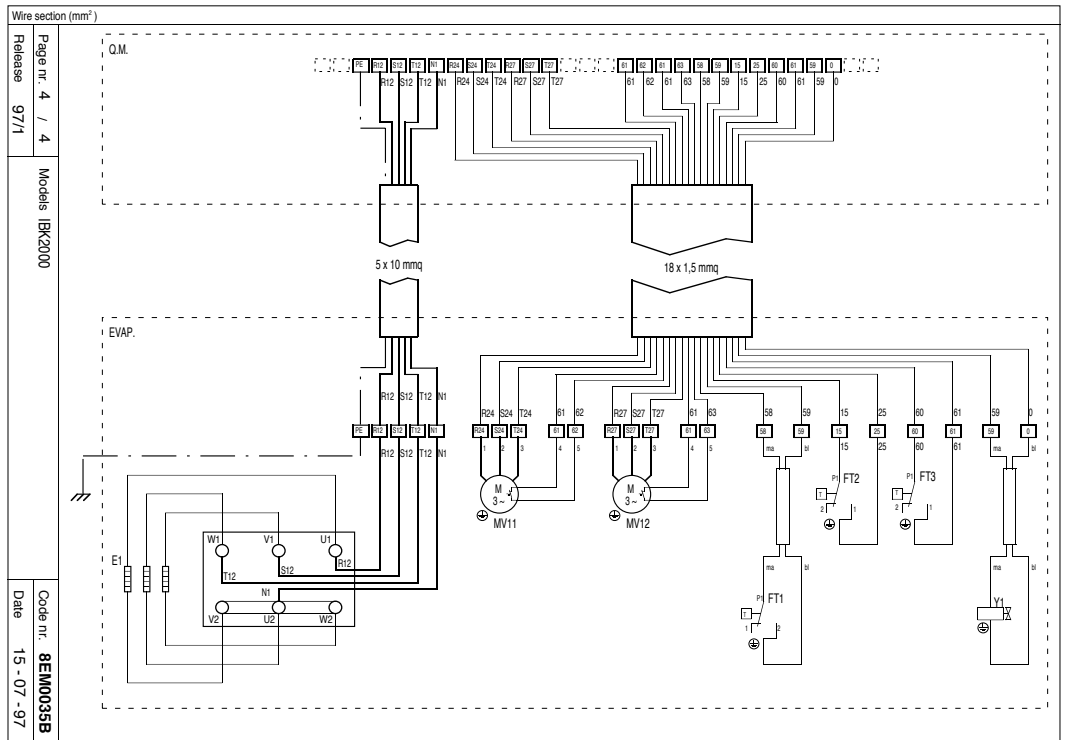 Wire section (mm²)
Page nr. 4 / 4
Release 97/1
Models IBK2000
Code nr. 8EM0035B
Date 15 - 07 - 97
Q.M.
PE R12 S12 T12 N1 R24 S24 T24 R27 S27 T27
61 62 61 63 58 59 15 25 60 61 59 0
R12 S12 T12 N1 R24 S24 T24 R27 S27 T27
61 62 61 63 58 59 15 25 60 61 59 0
5 x 10 mmq
18 x 1,5 mmq
EVAP.
R12 S12 T12 N1
R24 S24 T24 61 62 R27 S27 T27 61 63 58 59 15 25 60 61 59 0
PE R12 S12 T12 N1
R24 S24 T24 61 62 R27 S27 T27 61 63 58 59 15 25 60 61 59 0
R12 S12 T12 N1
1 2 3 4 5
1 2 3 4 5
ma bl
15 25
60 61
ma bl
M
3 ~
MV11
M
3 ~
MV12
P1 FT2
T
2 1
P1 FT3
T
2 1
E1
W1 V1 U1
T12 S12 R12
N1
V2 U2 W2
ma bl
P1 FT1
T
1 2
ma bl
Y1